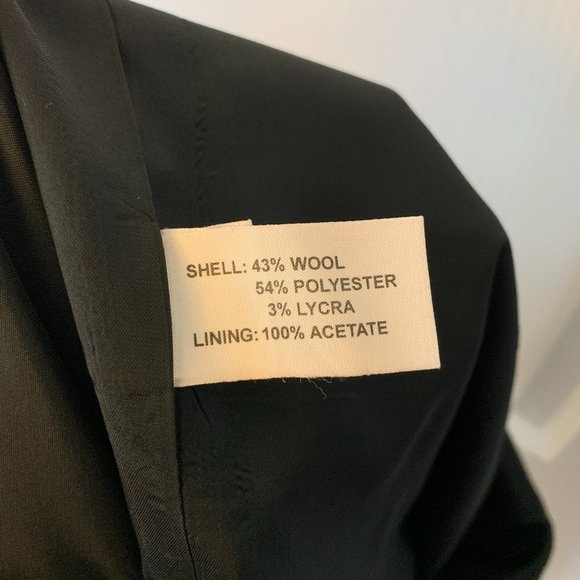 SHELL: 43% WOOL
54% POLYESTER
3% LYCRA
LINING: 100% ACETATE